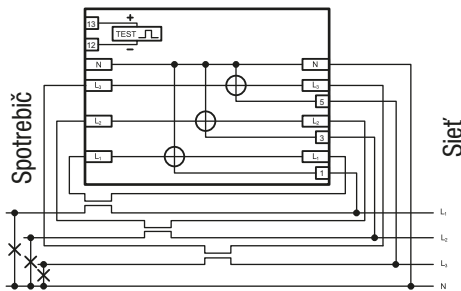 13
+
TEST
12
−
N
N
L₃
L₃
5
L₂
L₂
3
L₁
L₁
1
Spotrebič
Sieť
L₁
L₂
L₃
N